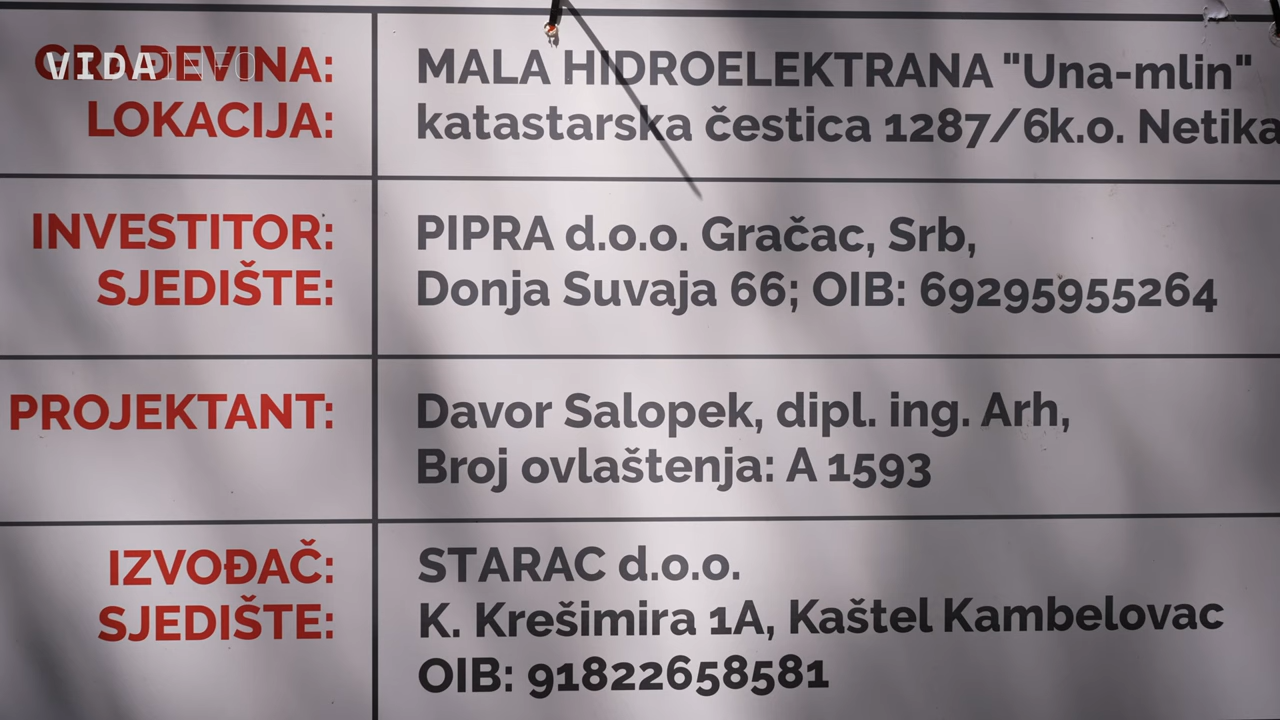 VIDAINFO
GRAĐEVINA: MALA HIDROELEKTRANA "Una-mlin"
LOKACIJA: katastarska čestica 1287/6k.o. Netika
INVESTITOR: PIPRA d.o.o. Gračac, Srb,
SJEDIŠTE: Donja Suvaja 66; OIB: 69295955264
PROJEKTANT: Davor Salopek, dipl. ing. Arh,
Broj ovlaštenja: A 1593
IZVOĐAČ: STARAC d.o.o.
SJEDIŠTE: K. Krešimira 1A, Kaštel Kambelovac
OIB: 91822658581